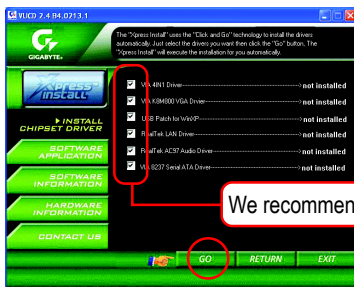 VUCD 2.4 B4.0713.1
GIGABYTE
The "Xpress Install" uses the "Click and Go" technology to install the drivers
automatically. Just select the drivers you want then click the "Go" button. The
"Xpress Install" will execute the installation for you automatically.
Xpress
INSTALL
INSTALL
CHIPSET DRIVER
SOFTWARE
APPLICATION
SOFTWARE
INFORMATION
HARDWARE
INFORMATION
CONTACT US
VIA 4IN1 Driver not installed
VIA K8M800 VGA Driver not installed
USB Patch for WinXP not installed
RealTek LAN Driver not installed
RealTek AC97 Audio Driver not installed
VIA 8237 Serial ATA Driver not installed
We recommen
GO RETURN EXIT